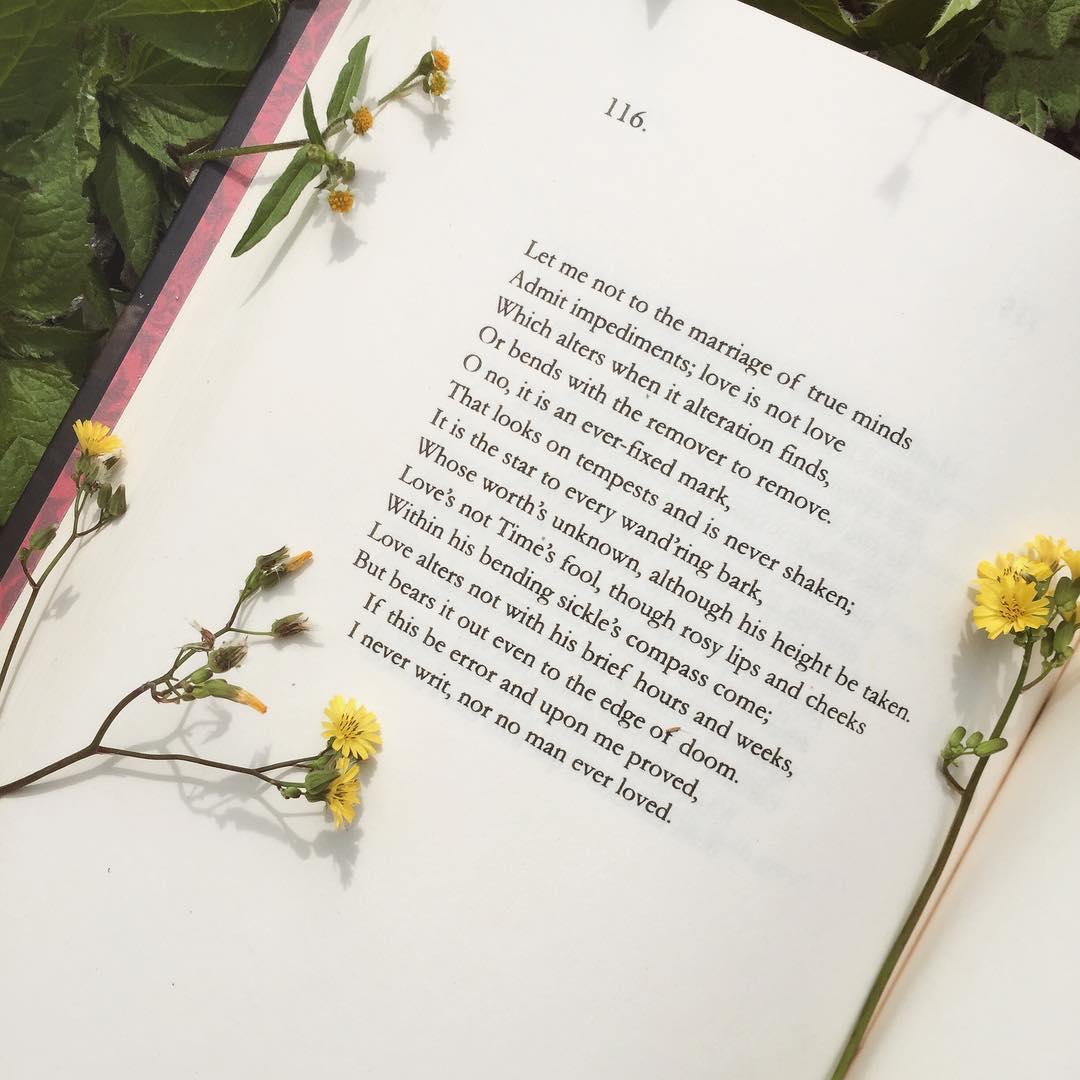 116.
Let me not to the marriage of true minds
Admit impediments; love is not love
Which alters when it alteration finds,
Or bends with the remover to remove.
O no, it is an ever-fixed mark,
That looks on tempests and is never shaken;
It is the star to every wand'ring bark,
Whose worth's unknown, although his height be taken.
Love's not Time's fool, though rosy lips and cheeks
Within his bending sickle's compass come;
Love alters not with his brief hours and weeks,
But bears it out even to the edge of doom.
If this be error and upon me proved,
I never writ, nor no man ever loved.